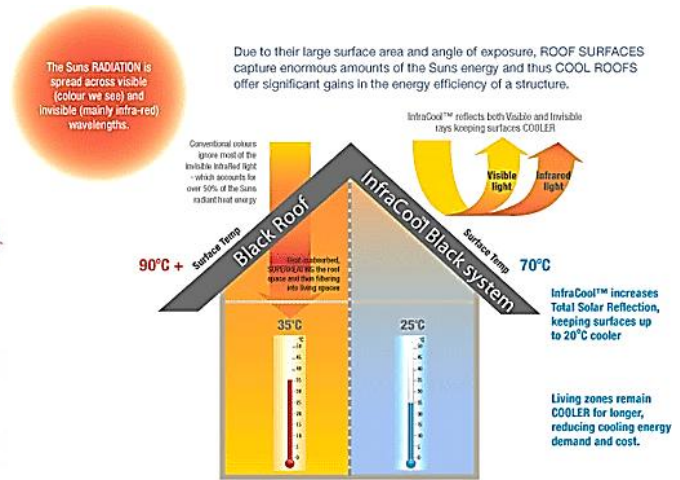 The Suns RADIATION is
spread across visible
(colour we see) and
Invisible (mainly infra-red)
wavelengths.
Due to their large surface area and angle of exposure, ROOF SURFACES
capture enormous amounts of the Suns energy and thus COOL ROOFS
offer significant gains in the energy efficiency of a structure.
InfraCool™ reflects both Visible and Invisible
rays keeping surfaces COOLER
Conventional colours
ignore most of the
invisible Infrared light
- which accounts for
over 50% of the Suns
radiant heat energy
Visible
light
Infrared
light
90°C +
Surface Temp
Black Roof
InfraCool Black system
Surface Temp
70°C
Heat is absorbed,
SUPERHEATING the roof
space and then filtering
into living spaces
InfraCool™ increases
Total Solar Reflection,
keeping surfaces up
to 20°C cooler
35°C
25°C
Living zones remain
COOLER for longer,
reducing cooling energy
demand and cost.